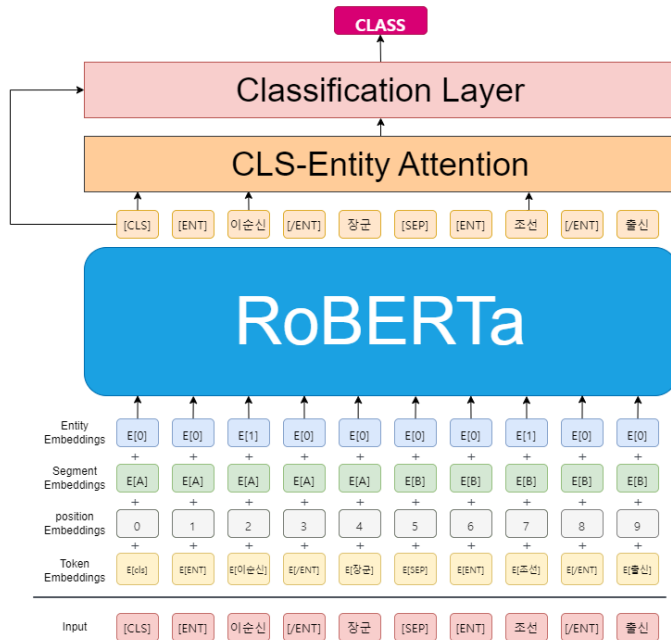 CLASS
Classification Layer
CLS-Entity Attention
[CLS] [ENT] 이순신 [/ENT] 장군 [SEP] [ENT] 조선 [/ENT] 출신
RoBERTa
Entity Embeddings E[0] E[0] E[1] E[0] E[0] E[0] E[0] E[1] E[0] E[0]
+ + + + + + + + + +
Segment Embeddings E[A] E[A] E[A] E[A] E[A] E[B] E[B] E[B] E[B] E[B]
+ + + + + + + + + +
position Embeddings 0 1 2 3 4 5 6 7 8 9
+ + + + + + + + + +
Token Embeddings E[cls] E[ENT] E[이순신] E[/ENT] E[장군] E[SEP] E[ENT] E[조선] E[/ENT] E[출신]
Input [CLS] [ENT] 이순신 [/ENT] 장군 [SEP] [ENT] 조선 [/ENT] 출신